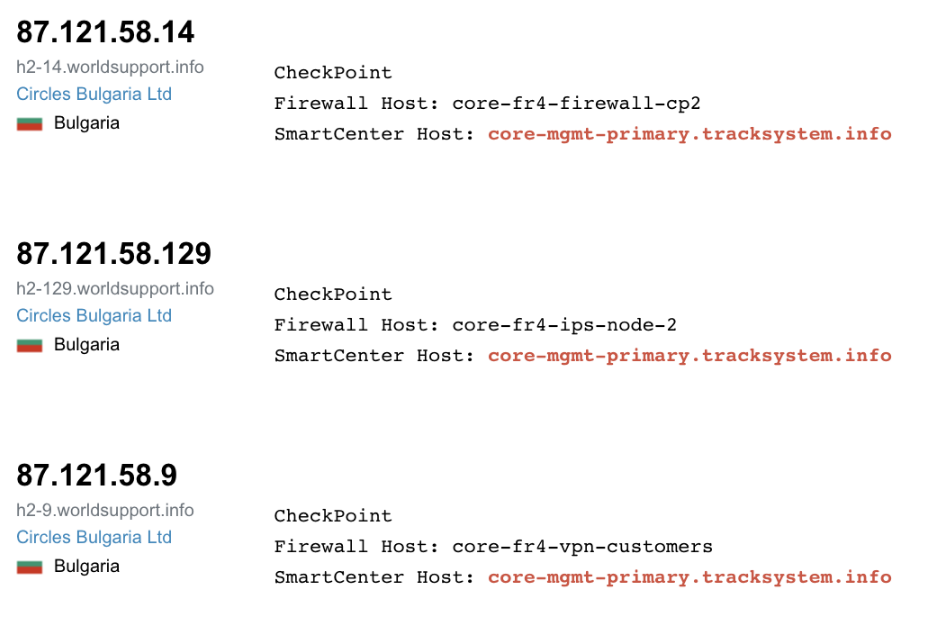 87.121.58.14
h2-14.worldsupport.info
Circles Bulgaria Ltd
Bulgaria
CheckPoint
Firewall Host: core-fr4-firewall-cp2
SmartCenter Host: core-mgmt-primary.tracksystem.info
87.121.58.129
h2-129.worldsupport.info
Circles Bulgaria Ltd
Bulgaria
CheckPoint
Firewall Host: core-fr4-ips-node-2
SmartCenter Host: core-mgmt-primary.tracksystem.info
87.121.58.9
h2-9.worldsupport.info
Circles Bulgaria Ltd
Bulgaria
CheckPoint
Firewall Host: core-fr4-vpn-customers
SmartCenter Host: core-mgmt-primary.tracksystem.info